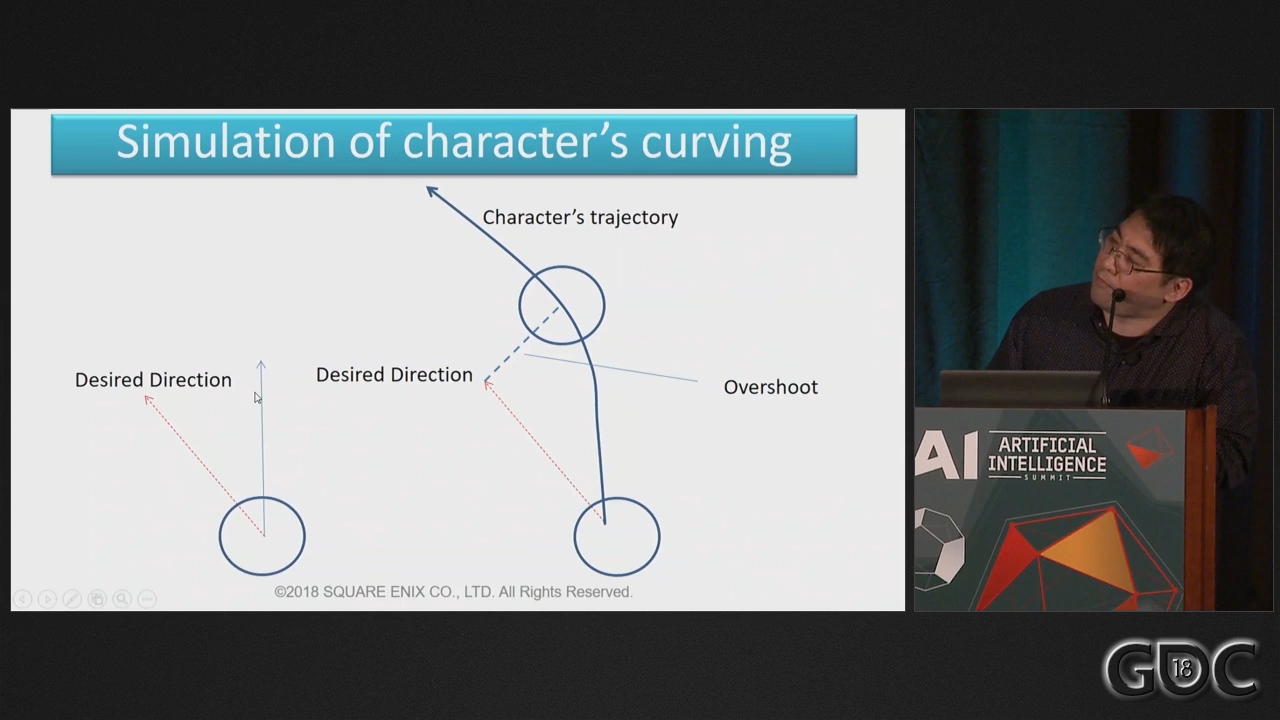 Simulation of character's curving
Character's trajectory
Desired Direction
Desired Direction
Overshoot
©2018 SQUARE ENIX CO., LTD. All Rights Reserved.
AI
ARTIFICIAL
INTELLIGENCE
SUMMIT
GDC
18